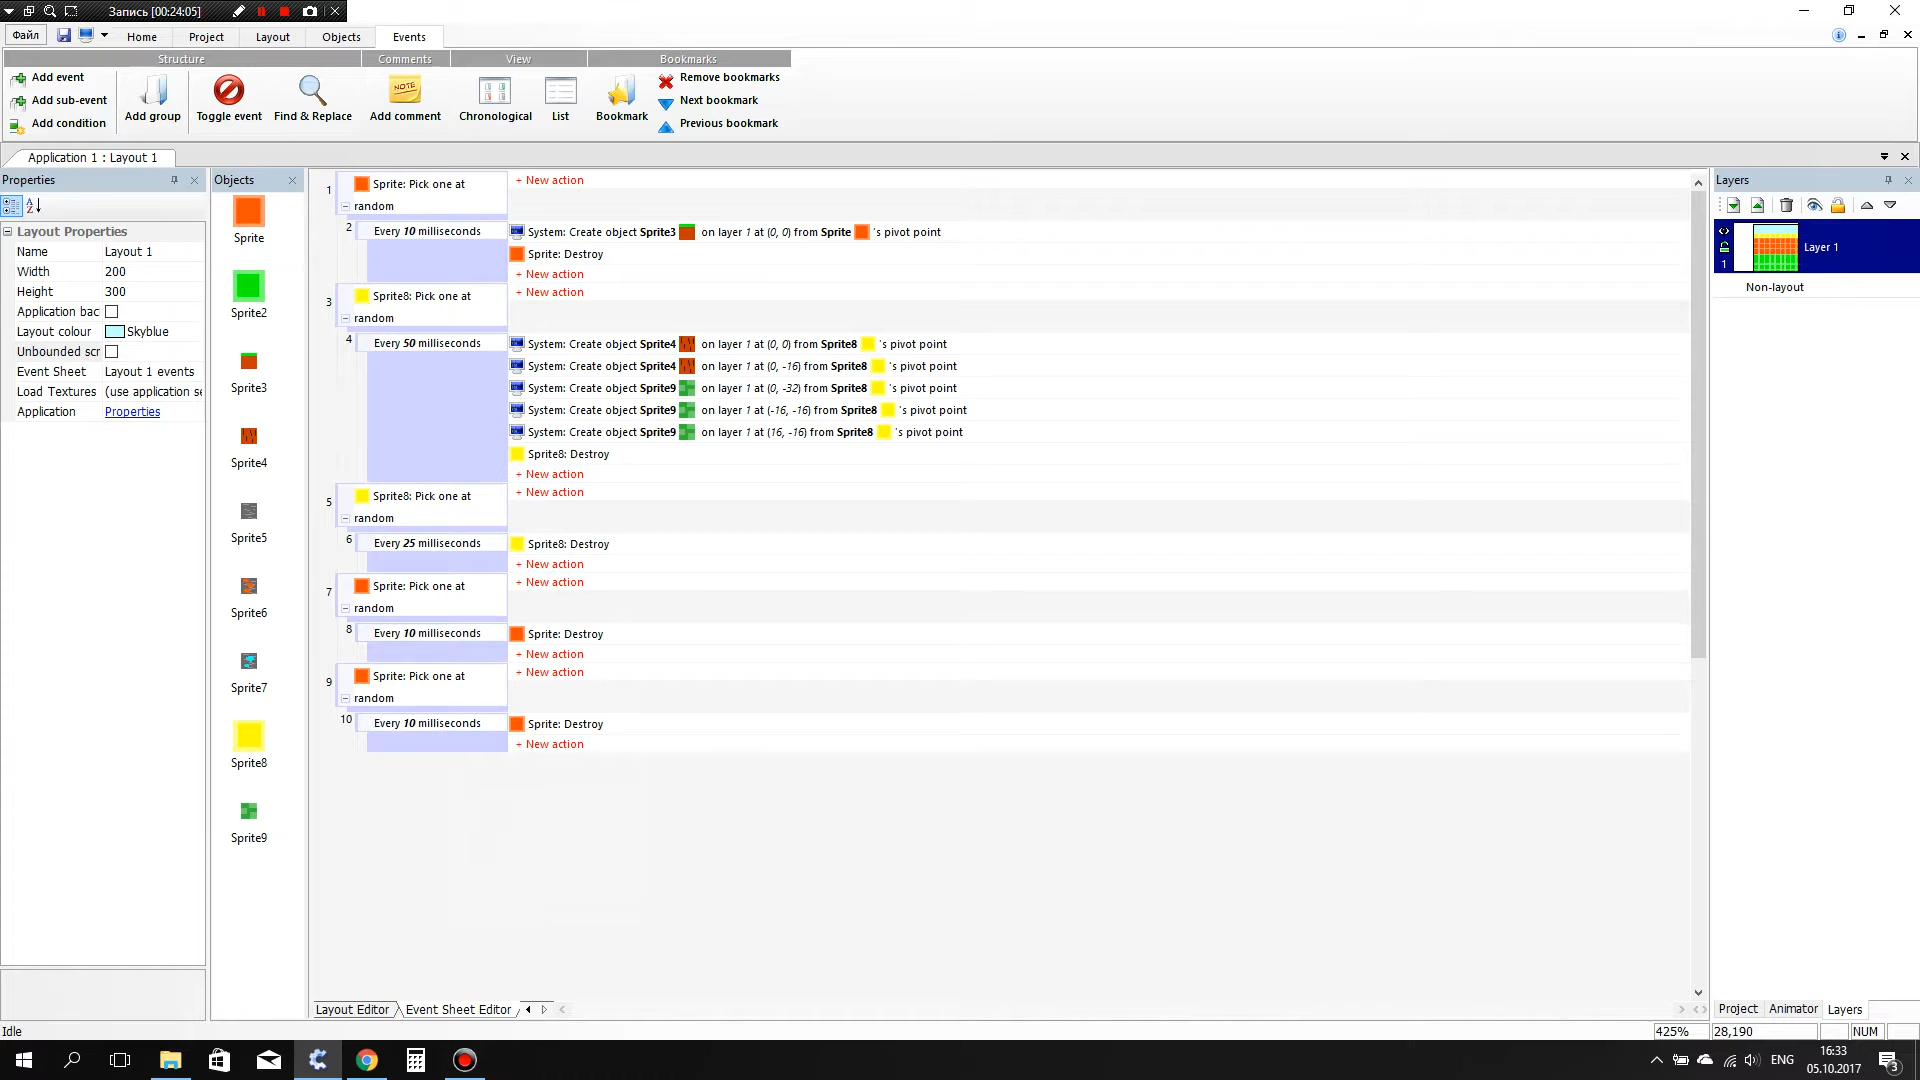 Запись [00:24:05]
Файл
Home
Project
Layout
Objects
Events
Structure
Comments
View
Bookmarks
Add event
Add sub-event
Add condition
Add group
Toggle event
Find & Replace
NOTE
Add comment
Chronological
List
Bookmark
Remove bookmarks
Next bookmark
Previous bookmark
Application 1 : Layout 1
Properties
Layout Properties
Name Layout 1
Width 200
Height 300
Application bac
Layout colour Skyblue
Unbounded scr
Event Sheet Layout 1 events
Load Textures (use application se
Application Properties
Objects
Sprite
Sprite2
Sprite3
Sprite4
Sprite5
Sprite6
Sprite7
Sprite8
Sprite9
1 Sprite: Pick one at random
+ New action
2 Every 10 milliseconds
System: Create object Sprite3 on layer 1 at (0, 0) from Sprite 's pivot point
Sprite: Destroy
+ New action
3 Sprite8: Pick one at random
+ New action
4 Every 50 milliseconds
System: Create object Sprite4 on layer 1 at (0, 0) from Sprite8 's pivot point
System: Create object Sprite4 on layer 1 at (0, -16) from Sprite8 's pivot point
System: Create object Sprite9 on layer 1 at (0, -32) from Sprite8 's pivot point
System: Create object Sprite9 on layer 1 at (-16, -16) from Sprite8 's pivot point
System: Create object Sprite9 on layer 1 at (16, -16) from Sprite8 's pivot point
Sprite8: Destroy
+ New action
5 Sprite8: Pick one at random
+ New action
6 Every 25 milliseconds
Sprite8: Destroy
+ New action
7 Sprite: Pick one at random
+ New action
8 Every 10 milliseconds
Sprite: Destroy
+ New action
9 Sprite: Pick one at random
+ New action
10 Every 10 milliseconds
Sprite: Destroy
+ New action
Layout Editor
Event Sheet Editor
Layers
1 Layer 1
Non-layout
Project
Animator
Layers
Idle
425%
28,190
NUM
ENG
16:33
05.10.2017
3